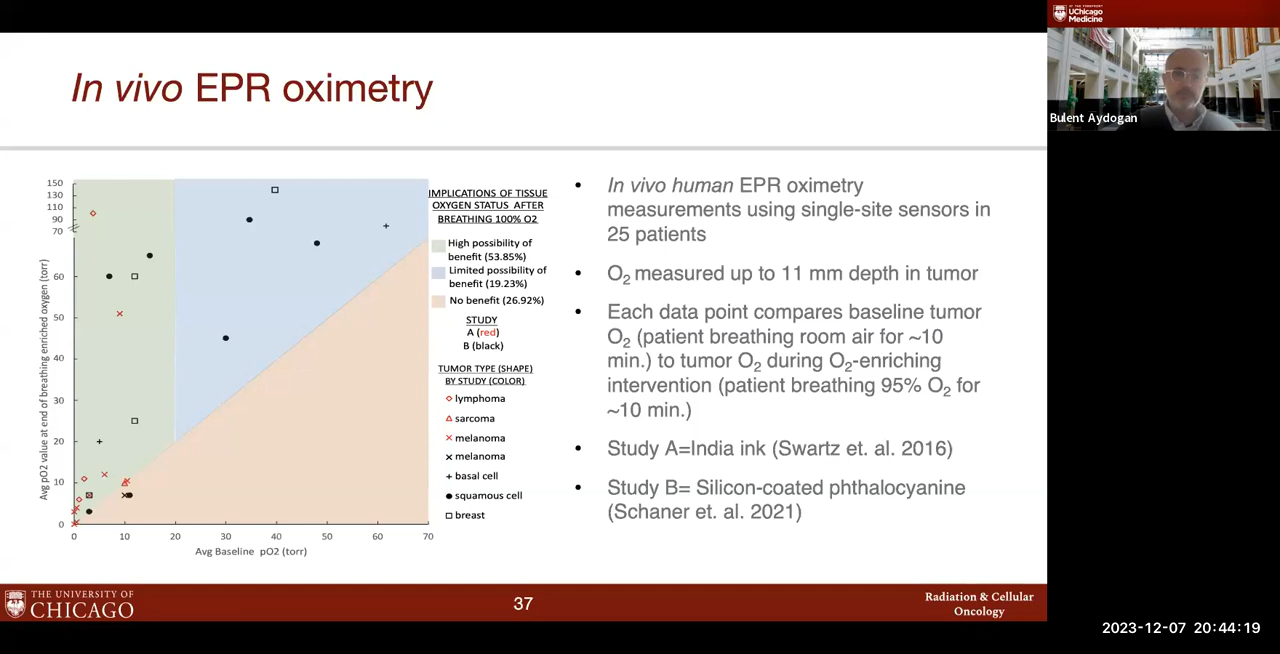 UChicago
Medicine
Bulent Aydogan
In vivo EPR oximetry
150
130
110
90
70
60
50
40
30
20
10
0
Avg pO2 value at end of breathing enriched oxygen (torr)
0 10 20 30 40 50 60 70
Avg Baseline pO2 (torr)
IMPLICATIONS OF TISSUE
OXYGEN STATUS AFTER
BREATHING 100% O2
High possibility of
benefit (53.85%)
Limited possibility of
benefit (19.23%)
No benefit (26.92%)
STUDY
A (red)
B (black)
TUMOR TYPE (SHAPE)
BY STUDY (COLOR)
lymphoma
sarcoma
melanoma
melanoma
basal cell
squamous cell
breast
• In vivo human EPR oximetry
measurements using single-site sensors in
25 patients
• O₂ measured up to 11 mm depth in tumor
• Each data point compares baseline tumor
O₂ (patient breathing room air for ~10
min.) to tumor O₂ during O₂-enriching
intervention (patient breathing 95% O₂ for
~10 min.)
• Study A=India ink (Swartz et. al. 2016)
• Study B= Silicon-coated phthalocyanine
(Schaner et. al. 2021)
THE UNIVERSITY OF
CHICAGO
37
Radiation & Cellular
Oncology
2023-12-07 20:44:19